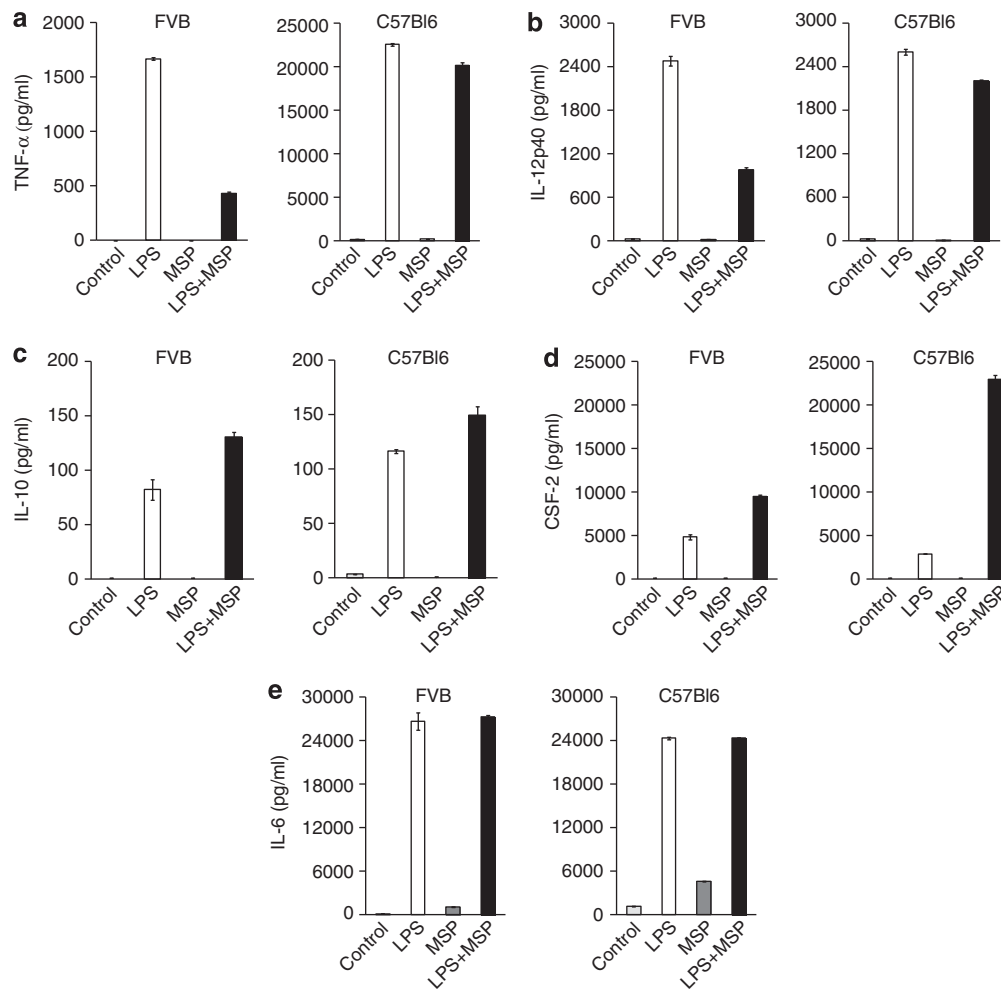 a
FVB
C57Bl6
TNF-α (pg/ml)
2000
1500
1000
500
0
Control
LPS
MSP
LPS+MSP
25000
20000
15000
10000
5000
0
Control
LPS
MSP
LPS+MSP
b
FVB
C57Bl6
IL-12p40 (pg/ml)
3000
2400
1800
1200
600
0
Control
LPS
MSP
LPS+MSP
3000
2400
1800
1200
600
0
Control
LPS
MSP
LPS+MSP
c
FVB
C57Bl6
IL-10 (pg/ml)
200
150
100
50
0
Control
LPS
MSP
LPS+MSP
200
150
100
50
0
Control
LPS
MSP
LPS+MSP
d
FVB
C57Bl6
CSF-2 (pg/ml)
25000
20000
15000
10000
5000
0
Control
LPS
MSP
LPS+MSP
25000
20000
15000
10000
5000
0
Control
LPS
MSP
LPS+MSP
e
FVB
C57Bl6
IL-6 (pg/ml)
30000
24000
18000
12000
6000
0
Control
LPS
MSP
LPS+MSP
30000
24000
18000
12000
6000
0
Control
LPS
MSP
LPS+MSP